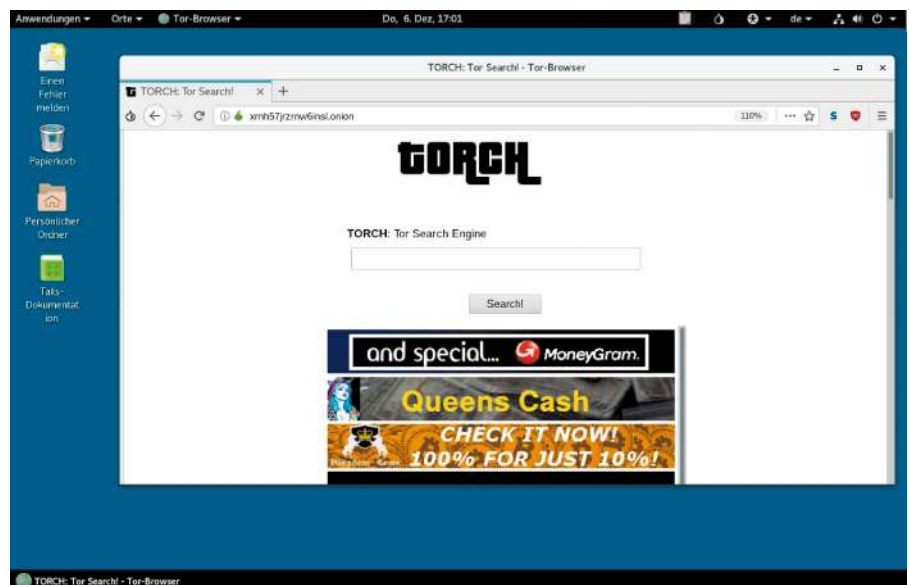 Anwendungen Orte Tor-Browser Do, 6. Dez, 17:01 de
TORCH: Tor Search! - Tor-Browser
TORCH: Tor Search!
xmh57jrzrnw6insl.onion 110%
Einen
Fehler
melden
Papierkorb
Persönlicher
Ordner
Tails-
Dokumentat
ion
TORCH
TORCH: Tor Search Engine
Search!
and special... MoneyGram.
Queens Cash
CHECK IT NOW!
100% FOR JUST 10%!
TORCH: Tor Search! - Tor-Browser